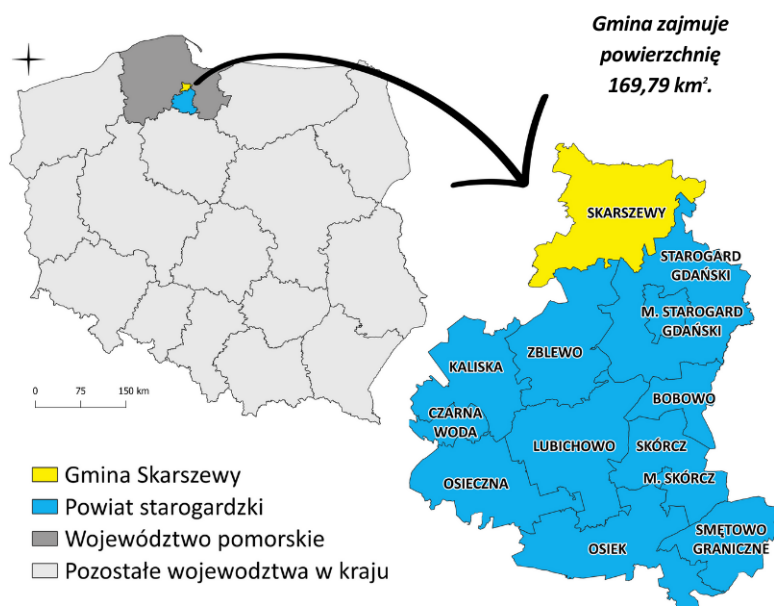 Gmina zajmuje
powierzchnię
169,79 km².
SKARSZEWY
STAROGARD
GDAŃSKI
M. STAROGARD
GDAŃSKI
KALISKA
ZBLEWO
BOBOWO
CZARNA
WODA
LUBICHOWO
SKÓRCZ
M. SKÓRCZ
OSIECZNA
SMĘTOWO
GRANICZNE
OSIEK
0 75 150 km
Gmina Skarszewy
Powiat starogardzki
Województwo pomorskie
Pozostałe wojewodztwa w kraju